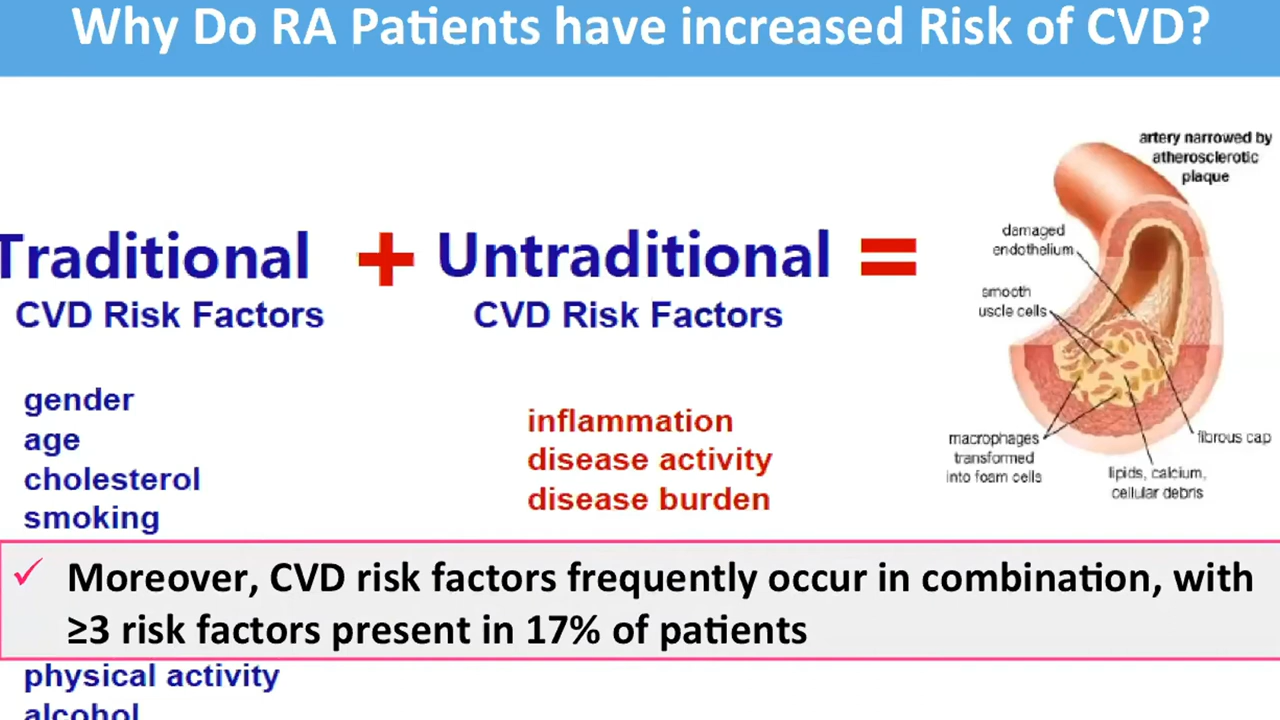 Why Do RA Patients have increased Risk of CVD?
Traditional + Untraditional =
CVD Risk Factors
CVD Risk Factors
gender
age
cholesterol
smoking
inflammation
disease activity
disease burden
artery narrowed by
atherosclerotic
plaque
damaged
endothelium
smooth
uscle cells
macrophages
transformed
into foam cells
lipids, calcium,
cellular debris
fibrous cap
✓ Moreover, CVD risk factors frequently occur in combination, with
≥3 risk factors present in 17% of patients
physical activity
alcohol